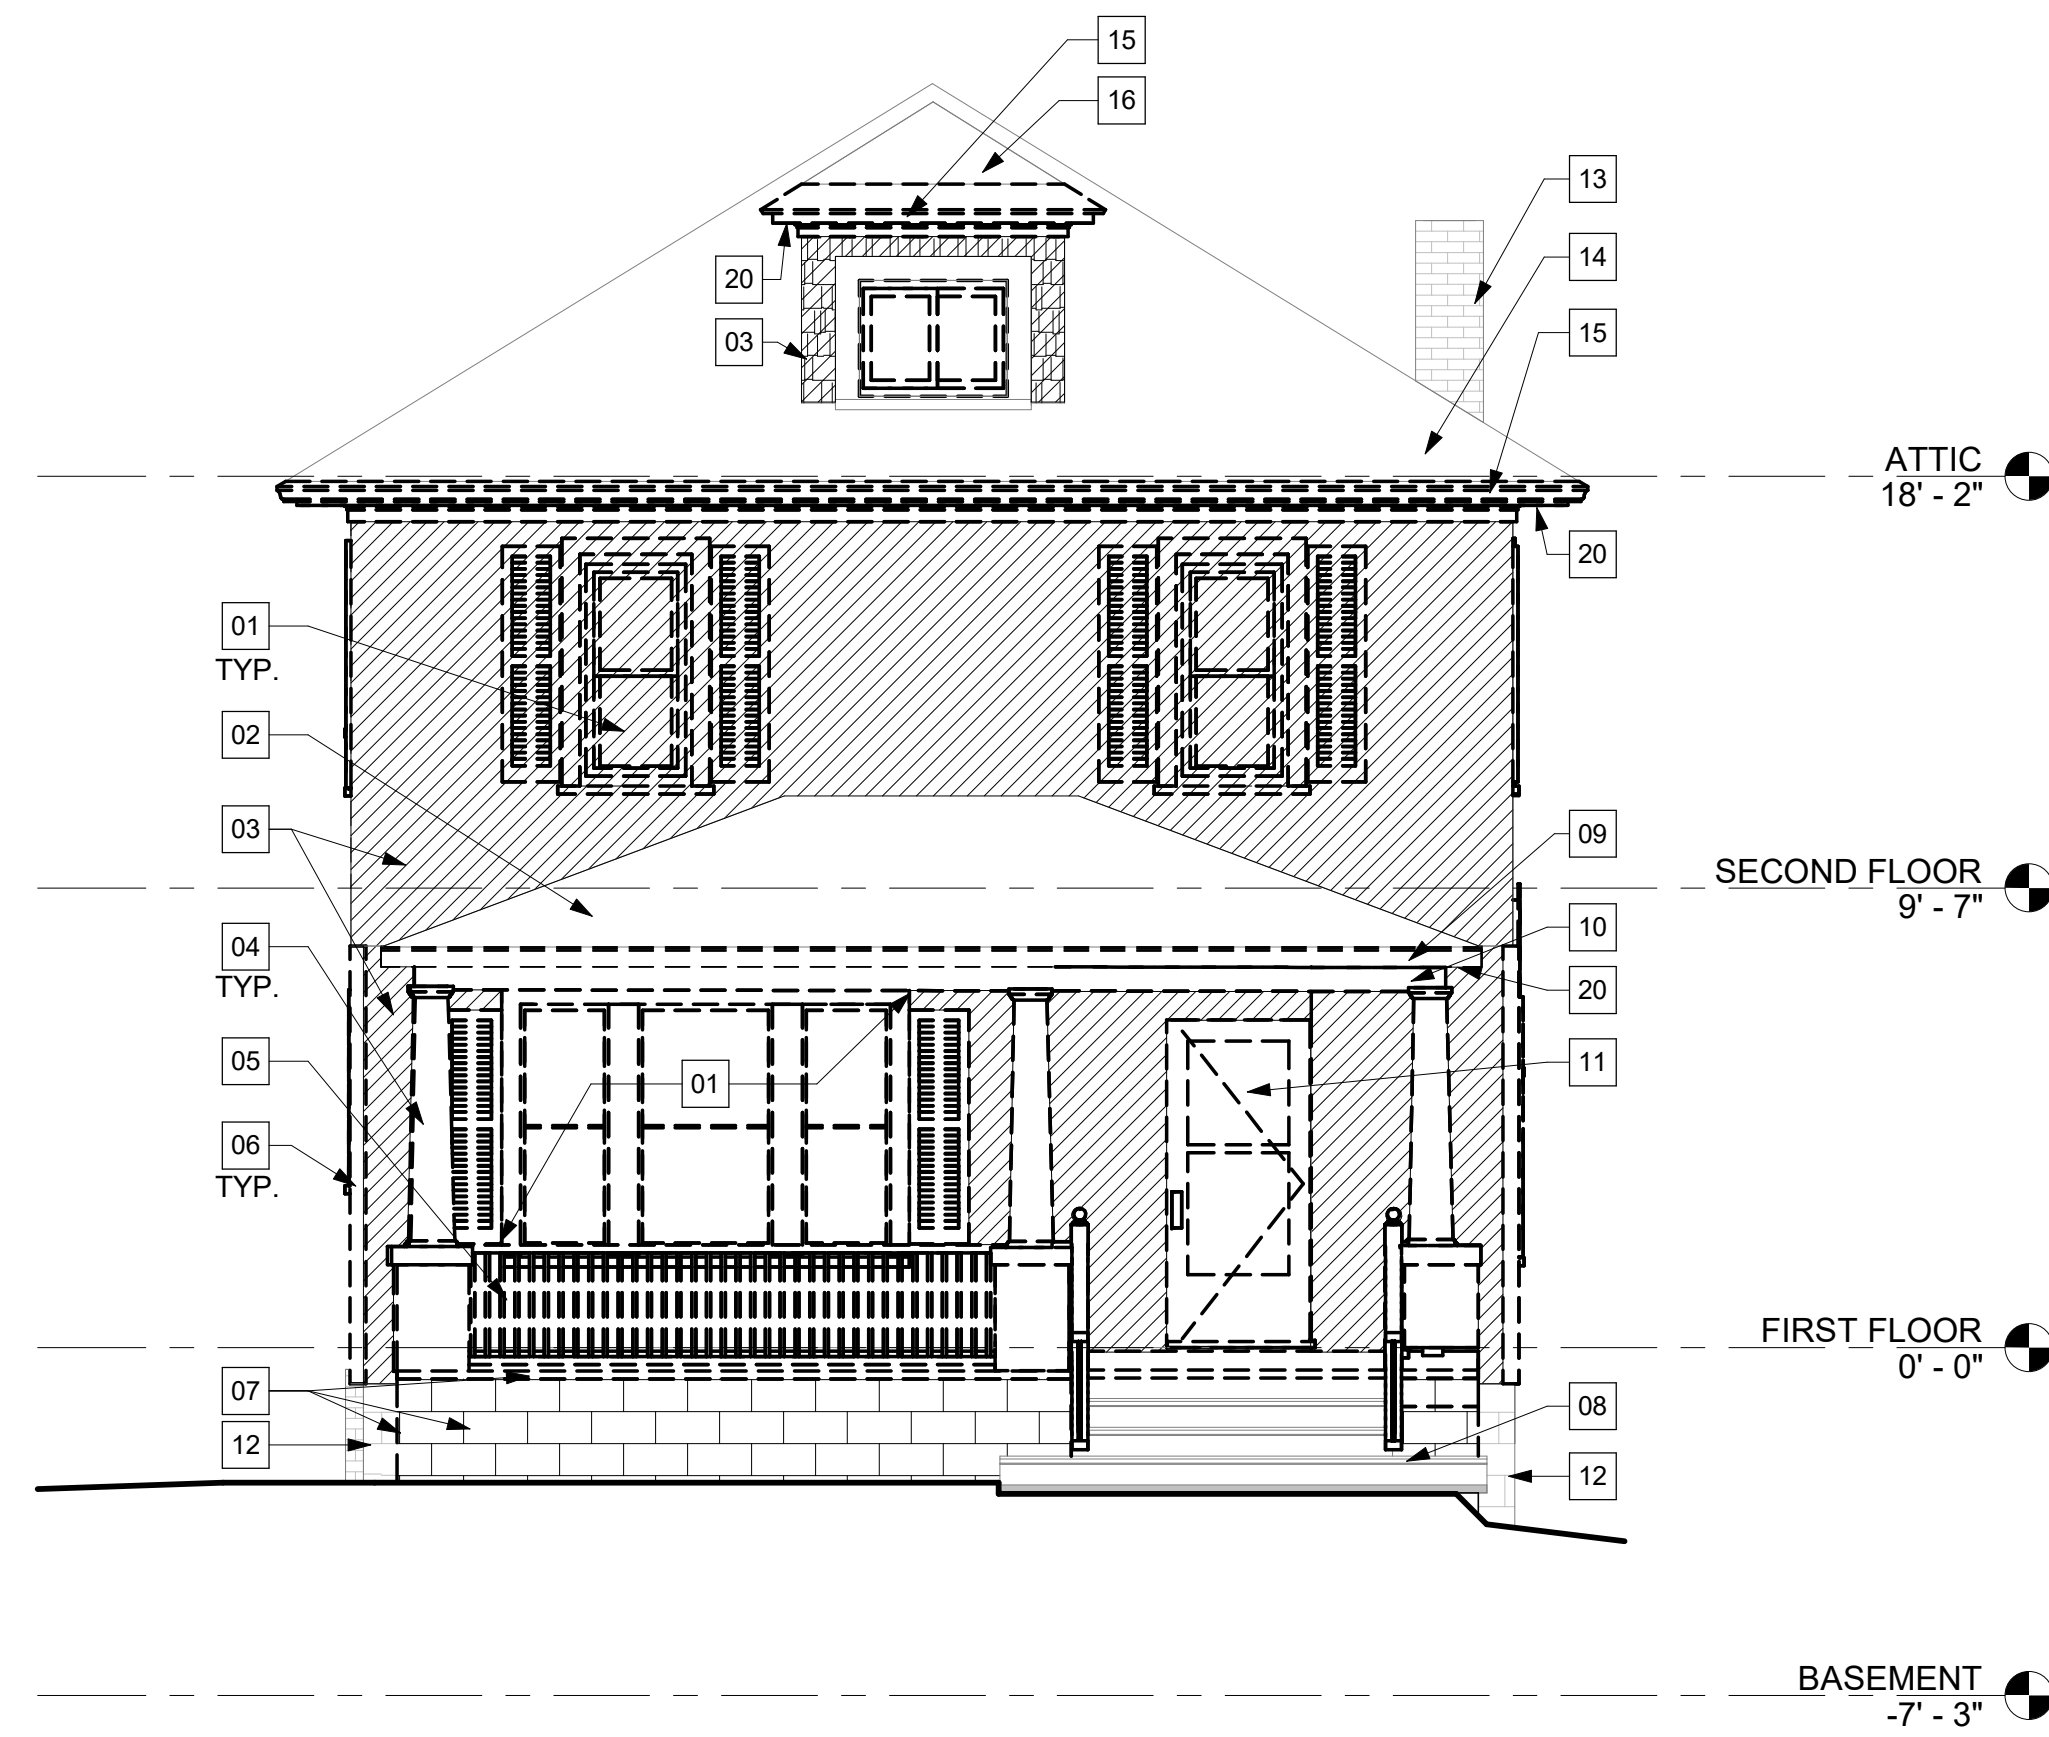 15
16
13
14
20
15
03
ATTIC
18' - 2"
20
01
TYP.
02
03
09
SECOND FLOOR
9' - 7"
10
04
TYP.
20
05
01
11
06
TYP.
FIRST FLOOR
0' - 0"
07
08
12
12
BASEMENT
-7' - 3"